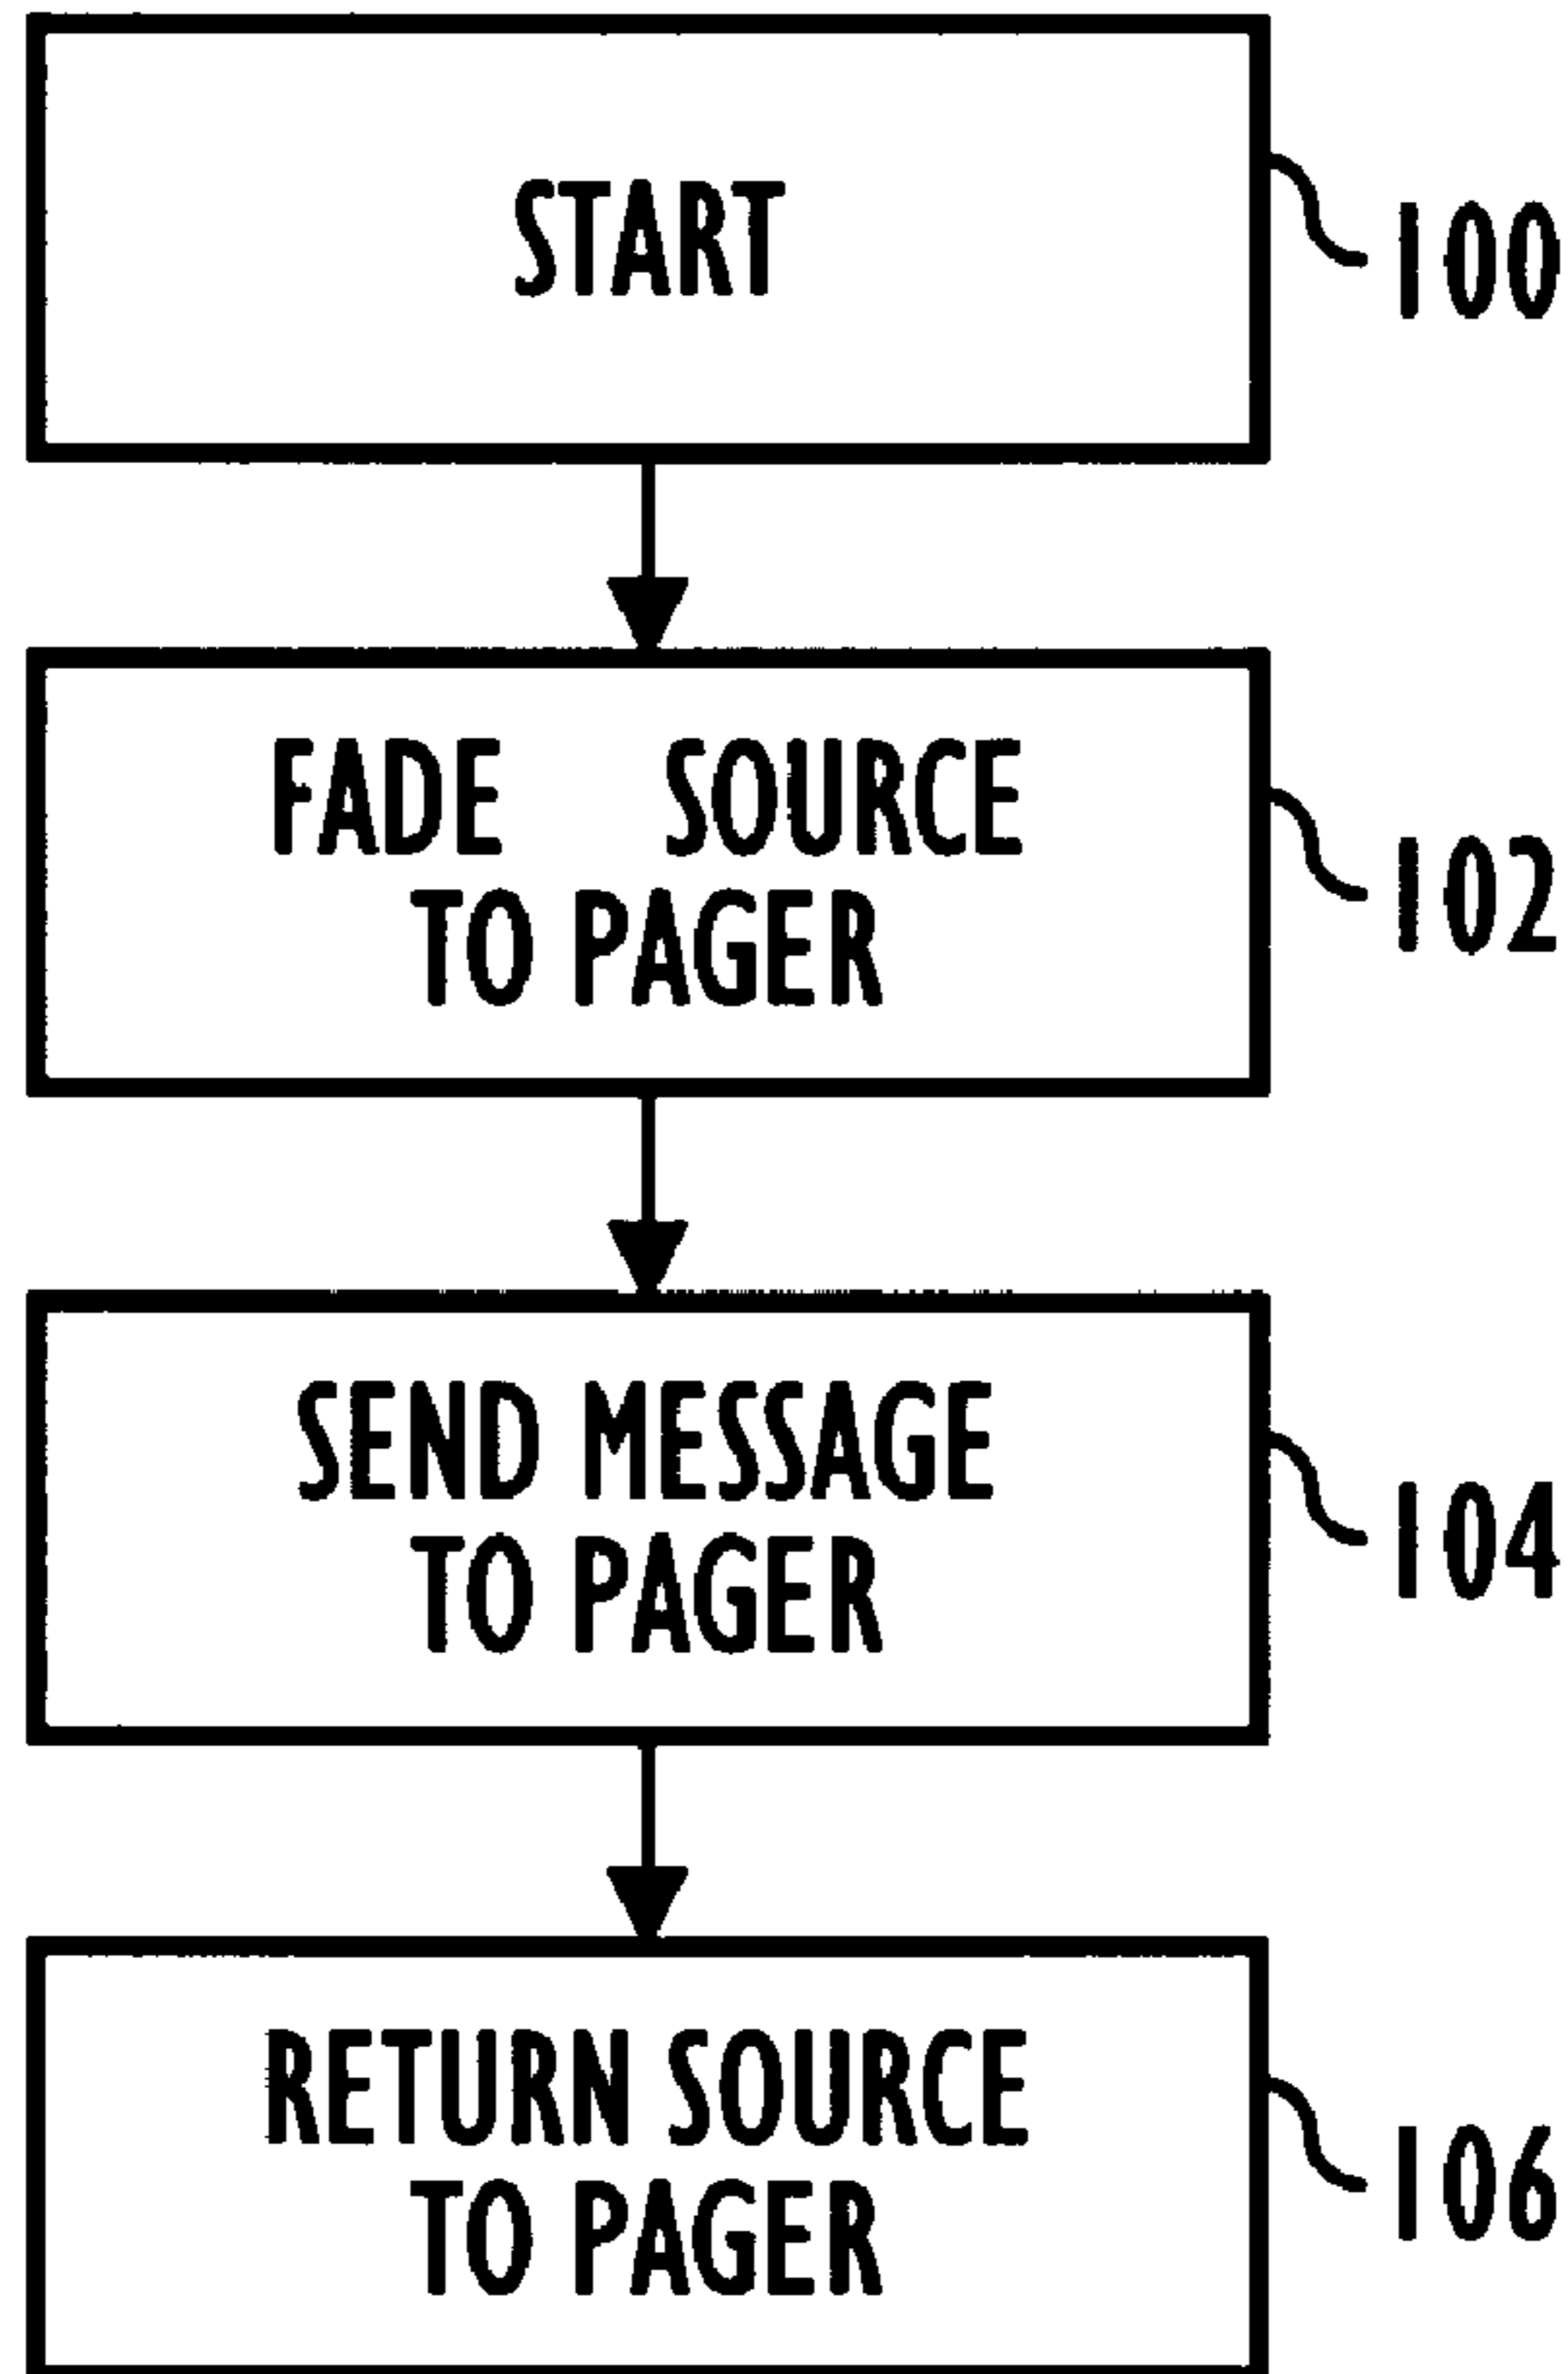 START
100
FADE SOURCE
TO PAGER
102
SEND MESSAGE
TO PAGER
104
RETURN SOURCE
TO PAGER
106